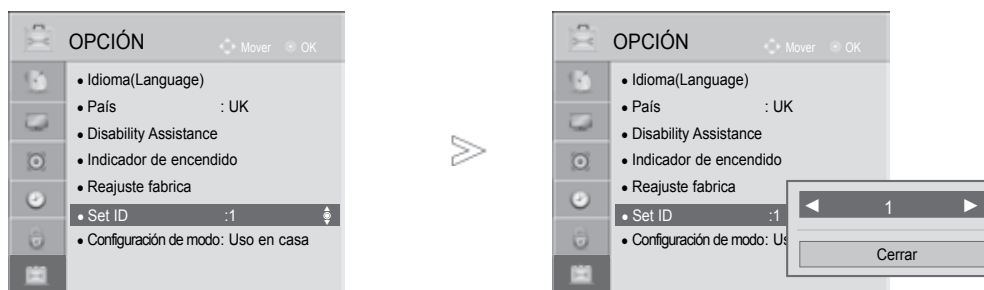 OPCIÓN Mover OK
• Idioma(Language)
• País : UK
• Disability Assistance
• Indicador de encendido
• Reajuste fabrica
• Set ID :1
• Configuración de modo: Uso en casa
OPCIÓN Mover OK
• Idioma(Language)
• País : UK
• Disability Assistance
• Indicador de encendido
• Reajuste fabrica
• Set ID :1
• Configuración de modo: Us
◄ 1 ►
Cerrar